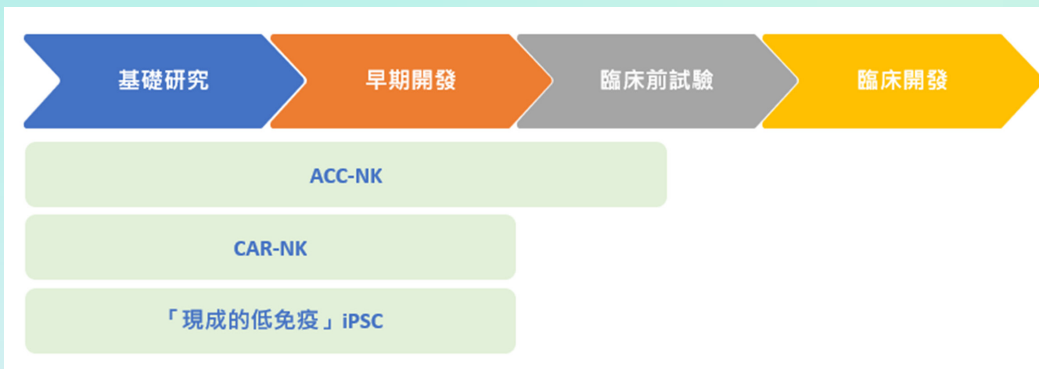 基礎研究
早期開發
臨床前試驗
臨床開發
ACC-NK
CAR-NK
「現成的低免疫」iPSC